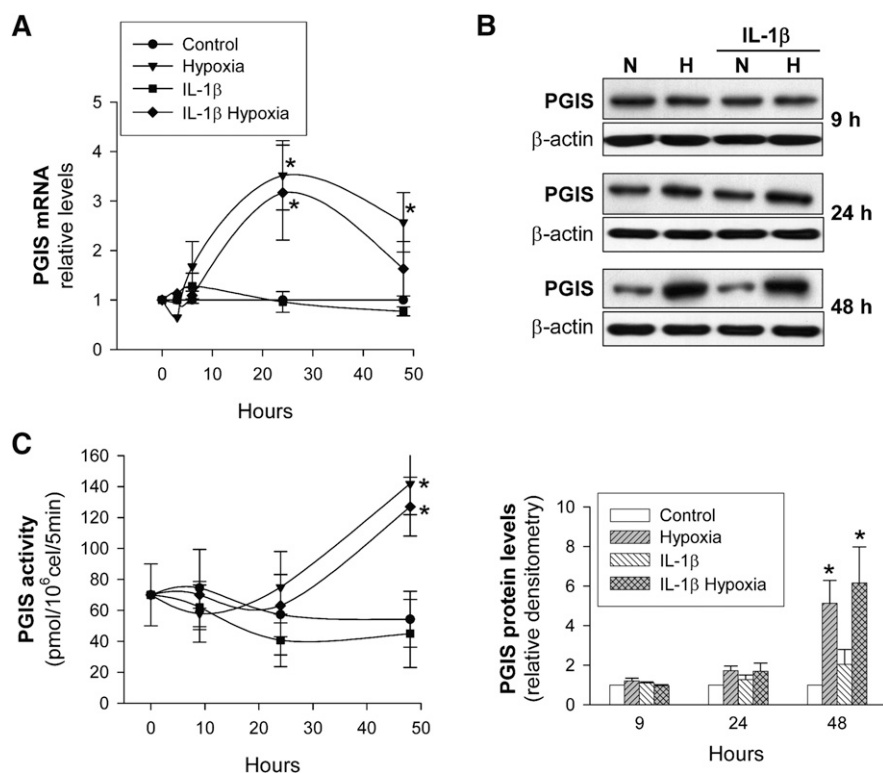 A
Control
Hypoxia
IL-1β
IL-1β Hypoxia
PGIS mRNA
relative levels
5
4
3
2
1
0
0 10 20 30 40 50
Hours
*
*
*
B
IL-1β
N H N H
PGIS
β-actin
9 h
PGIS
β-actin
24 h
PGIS
β-actin
48 h
C
PGIS activity
(pmol/10⁶cel/5min)
160
140
120
100
80
60
40
20
0
0 10 20 30 40 50
Hours
*
*
PGIS protein levels
(relative densitometry)
10
8
6
4
2
0
Control
Hypoxia
IL-1β
IL-1β Hypoxia
* *
9 24 48
Hours